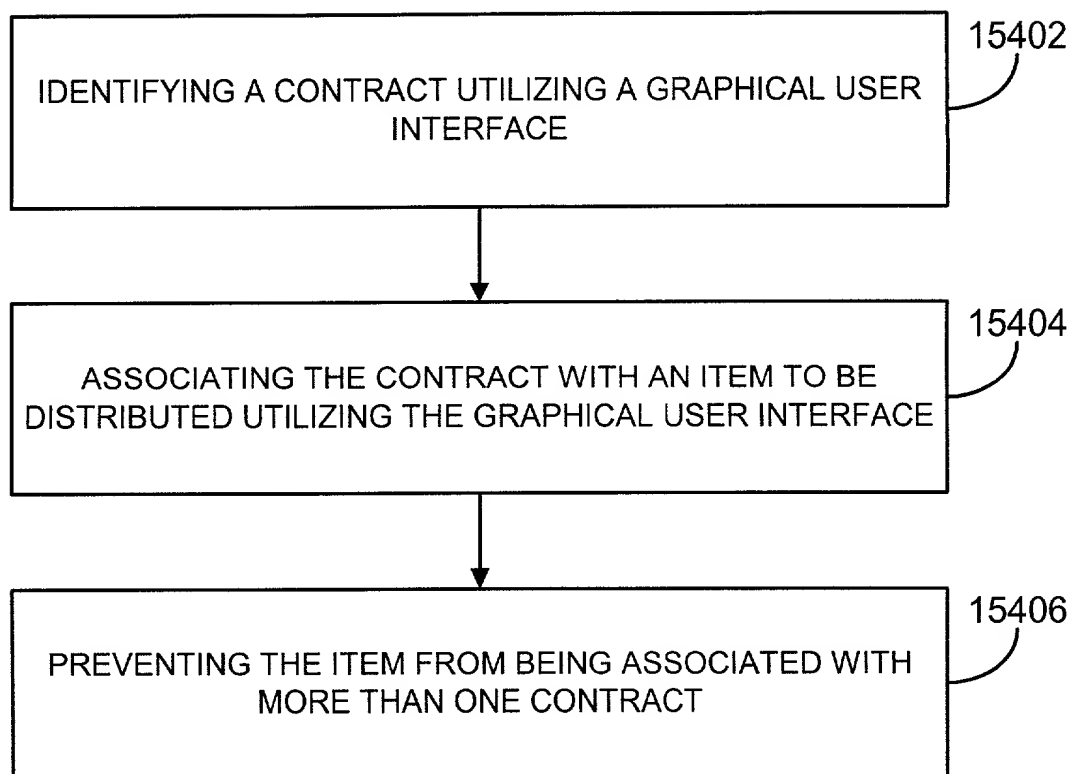 15402
IDENTIFYING A CONTRACT UTILIZING A GRAPHICAL USER
INTERFACE
15404
ASSOCIATING THE CONTRACT WITH AN ITEM TO BE
DISTRIBUTED UTILIZING THE GRAPHICAL USER INTERFACE
15406
PREVENTING THE ITEM FROM BEING ASSOCIATED WITH
MORE THAN ONE CONTRACT